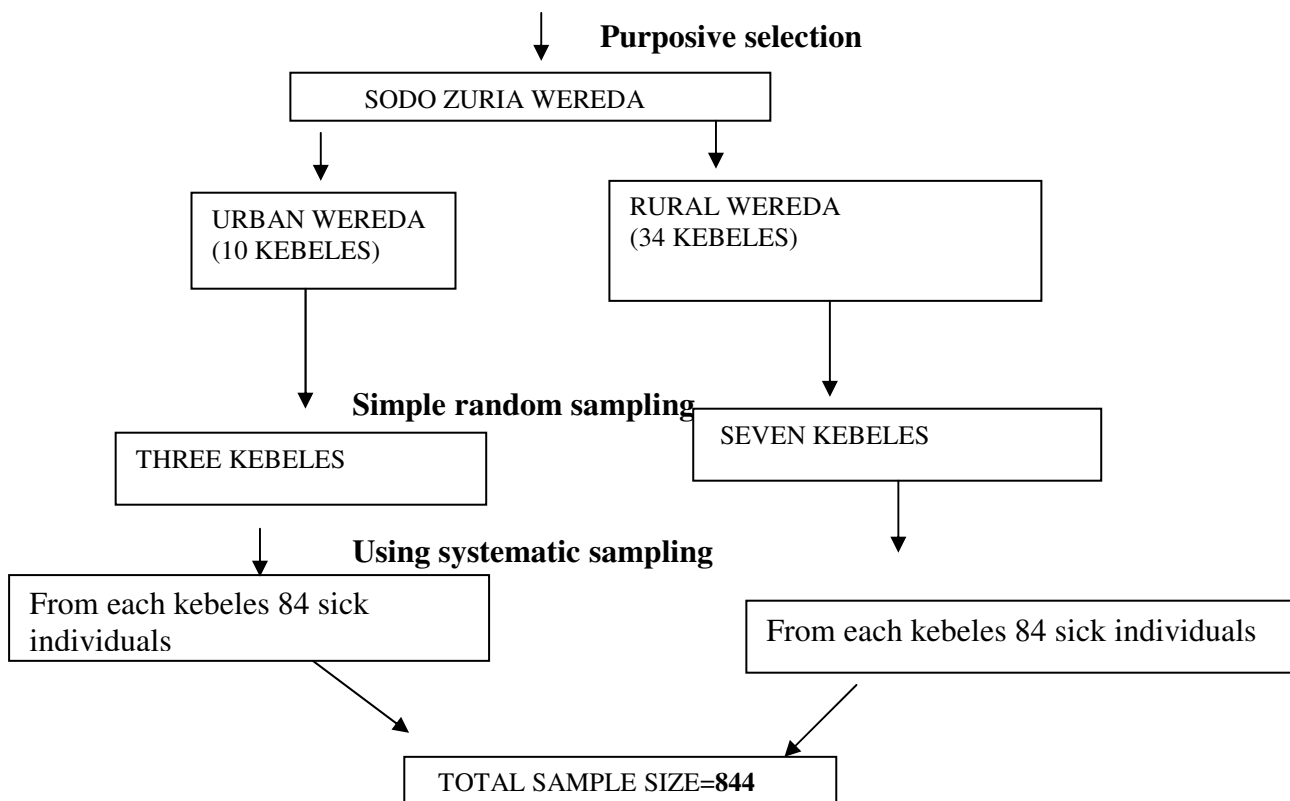 Purposive selection
SODO ZURIA WEREDA
URBAN WEREDA
(10 KEBELES)
RURAL WEREDA
(34 KEBELES)
Simple random sampling
THREE KEBELES
SEVEN KEBELES
Using systematic sampling
From each kebeles 84 sick
individuals
From each kebeles 84 sick individuals
TOTAL SAMPLE SIZE=844